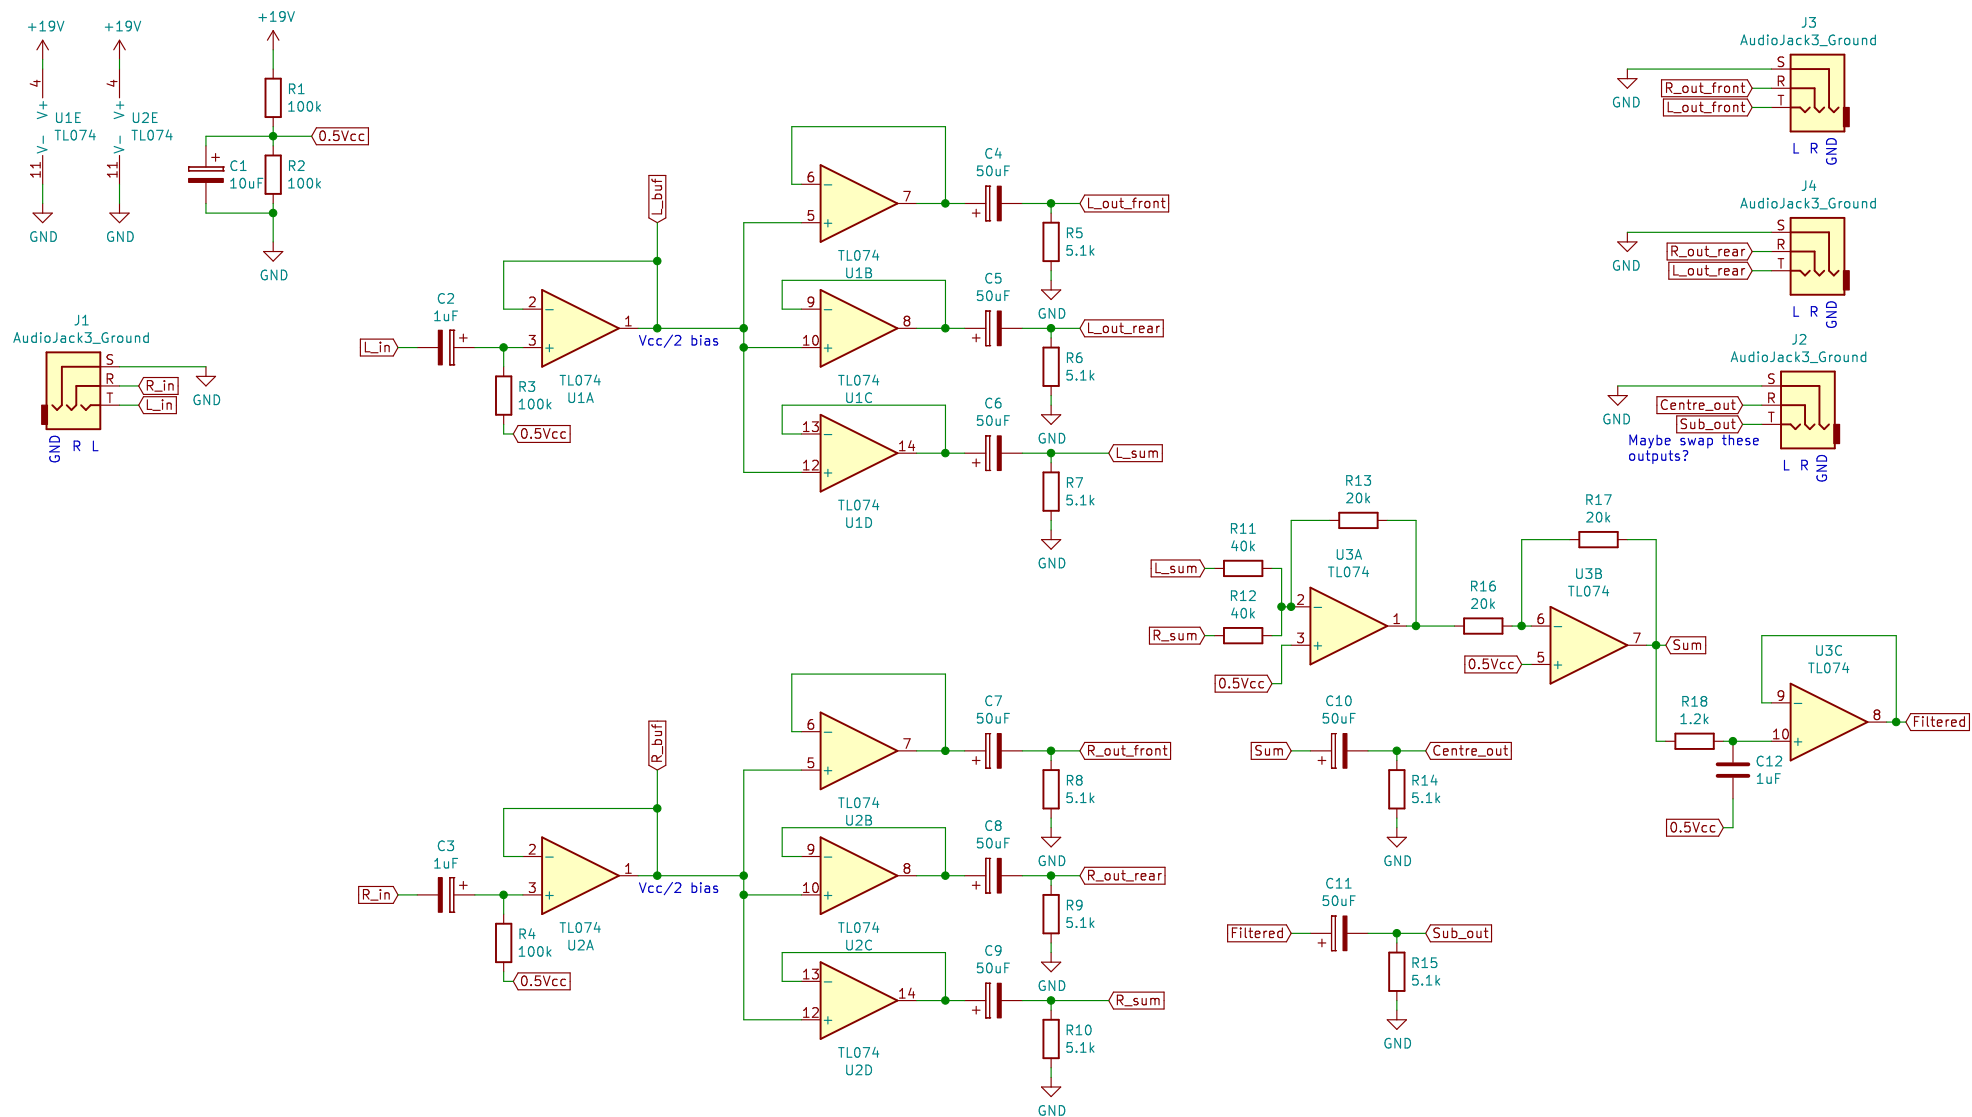 +19V
+19V
+19V
4
V+
U1E
TL074
V-
11
GND
4
V+
U2E
TL074
V-
11
GND
R1
100k
0.5Vcc
+
C1
10uF
R2
100k
GND
J1
AudioJack3_Ground
S
R
T
R_in
L_in
GND
GND
R
L
L_in
C2
1uF
+
R3
100k
0.5Vcc
2
-
3
+
1
TL074
U1A
L_buf
Vcc/2 bias
6
-
5
+
7
TL074
U1B
C4
50uF
+
L_out_front
R5
5.1k
GND
9
-
10
+
8
TL074
U1C
C5
50uF
+
L_out_rear
R6
5.1k
GND
13
-
12
+
14
TL074
U1D
C6
50uF
+
L_sum
R7
5.1k
GND
R_in
C3
1uF
+
R4
100k
0.5Vcc
2
-
3
+
1
TL074
U2A
R_buf
Vcc/2 bias
6
-
5
+
7
TL074
U2B
C7
50uF
+
R_out_front
R8
5.1k
GND
9
-
10
+
8
TL074
U2C
C8
50uF
+
R_out_rear
R9
5.1k
GND
13
-
12
+
14
TL074
U2D
C9
50uF
+
R_sum
R10
5.1k
GND
J3
AudioJack3_Ground
S
R
T
GND
R_out_front
L_out_front
L
R
GND
J4
AudioJack3_Ground
S
R
T
GND
R_out_rear
L_out_rear
L
R
GND
J2
AudioJack3_Ground
S
R
T
GND
Centre_out
Sub_out
Maybe swap these
outputs?
L
R
GND
L_sum
R11
40k
R_sum
R12
40k
0.5Vcc
R13
20k
U3A
TL074
2
-
3
+
1
R16
20k
R17
20k
U3B
TL074
6
-
5
+
7
0.5Vcc
Sum
R18
1.2k
C12
1uF
0.5Vcc
U3C
TL074
9
-
10
+
8
Filtered
Sum
C10
50uF
+
Centre_out
R14
5.1k
GND
Filtered
C11
50uF
+
Sub_out
R15
5.1k
GND